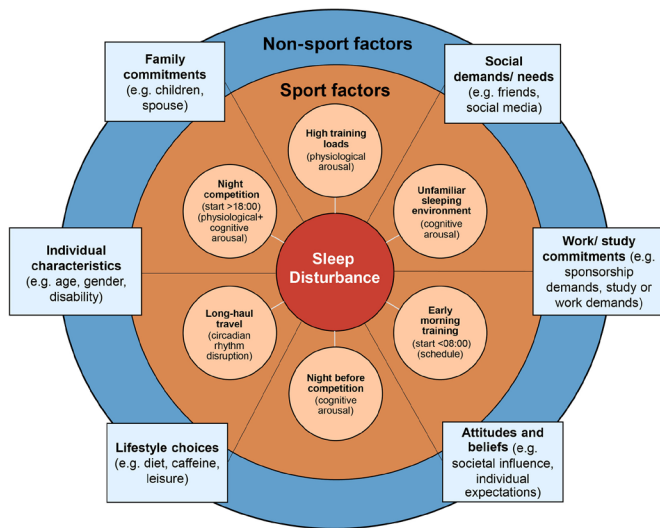 Non-sport factors
Family
commitments
(e.g. children,
spouse)
Social
demands/ needs
(e.g. friends,
social media)
Sport factors
High training
loads
(physiological
arousal)
Night
competition
(start >18:00)
(physiological+
cognitive
arousal)
Unfamiliar
sleeping
environment
(cognitive
arousal)
Individual
characteristics
(e.g. age, gender,
disability)
Sleep
Disturbance
Work/ study
commitments (e.g.
sponsorship
demands, study or
work demands)
Long-haul
travel
(circadian
rhythm
disruption)
Early
morning
training
(start <08:00)
(schedule)
Night before
competition
(cognitive
arousal)
Lifestyle choices
(e.g. diet, caffeine,
leisure)
Attitudes and
beliefs (e.g.
societal influence,
individual
expectations)